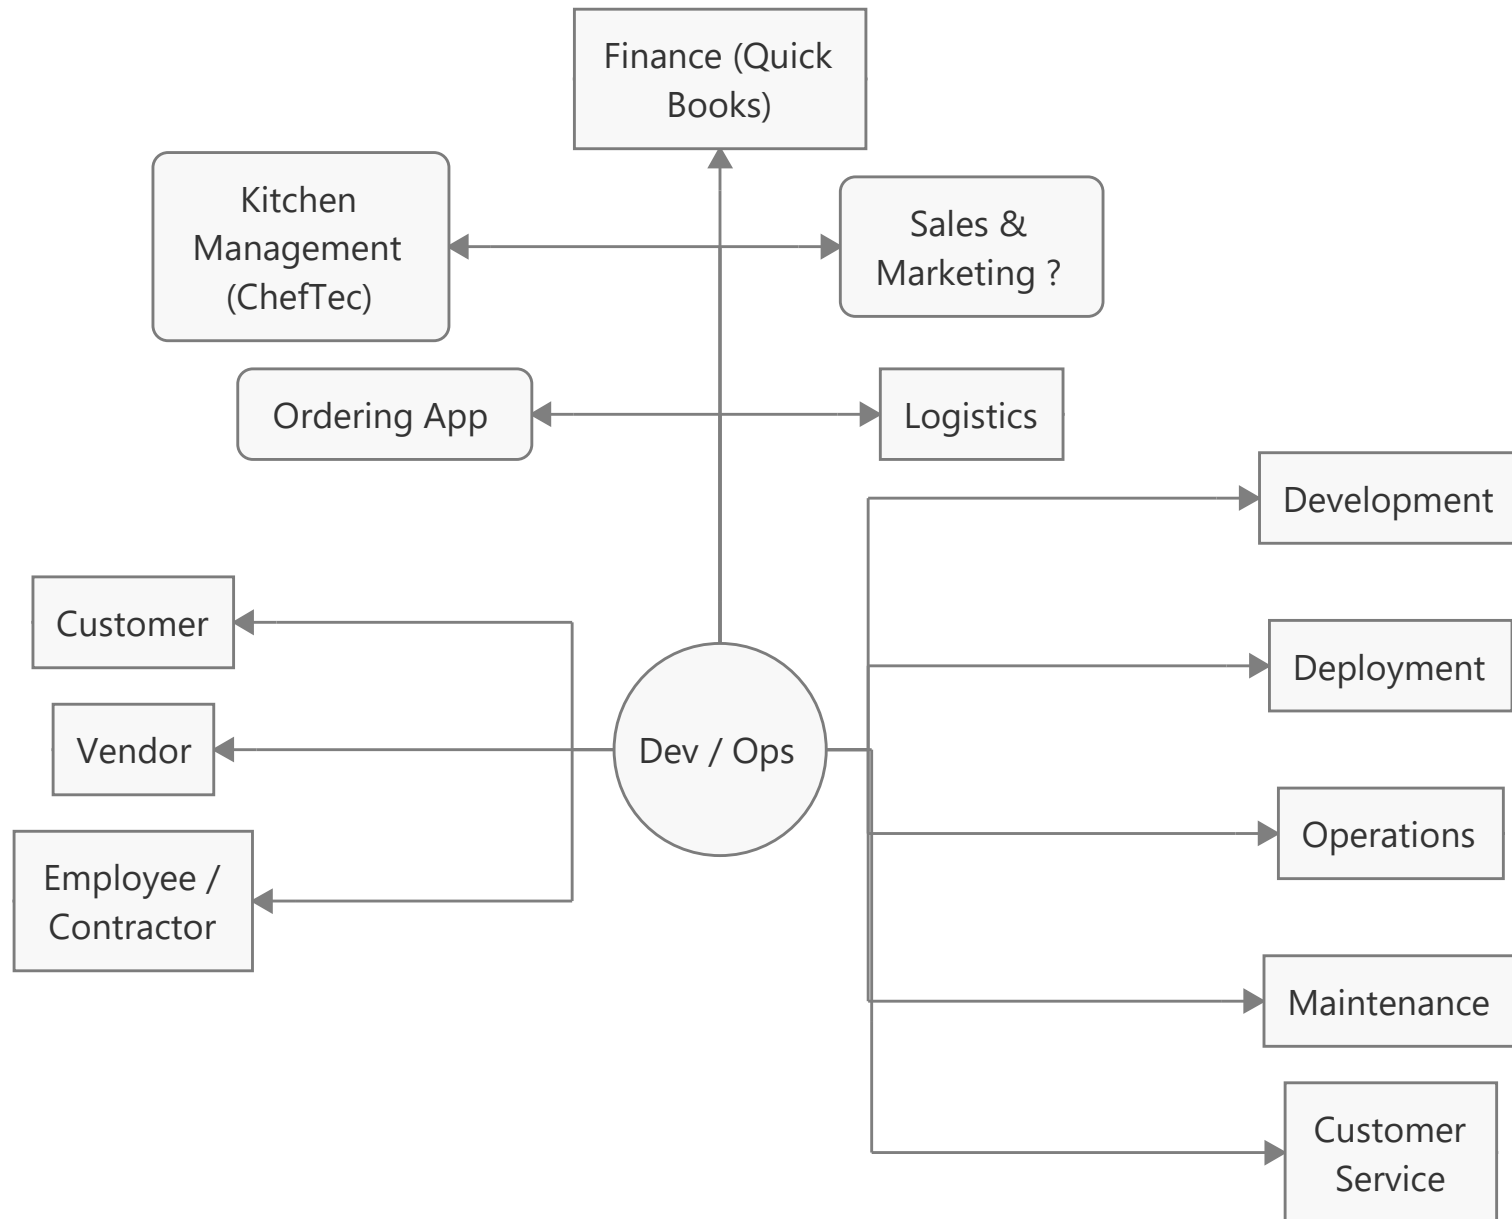 Finance (Quick
Books)
Kitchen
Management
(ChefTec)
Sales &
Marketing ?
Ordering App
Logistics
Development
Customer
Deployment
Vendor
Dev / Ops
Operations
Employee /
Contractor
Maintenance
Customer
Service